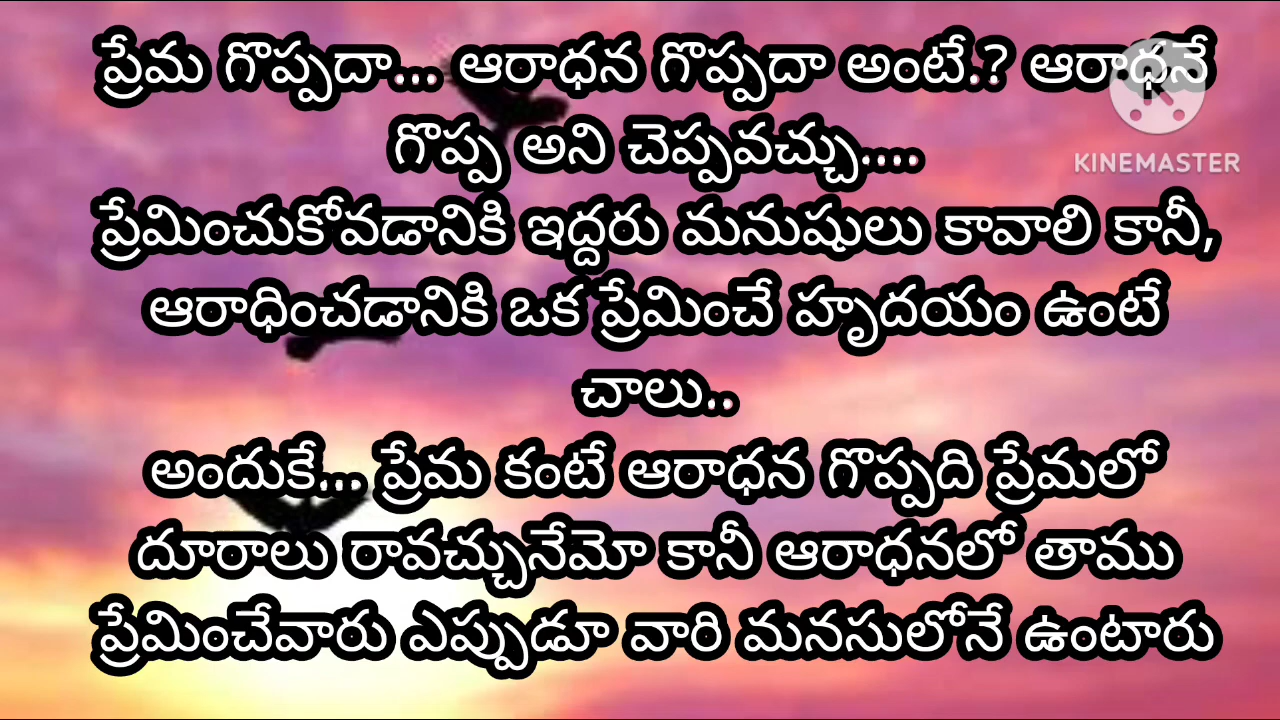 ప్రేమ గొప్పదా... ఆరాధన గొప్పదా అంటే.? ఆరాధనే
గొప్ప అని చెప్పవచ్చు....
KINEMASTER
ప్రేమించుకోవడానికి ఇద్దరు మనుషులు కావాలి కానీ,
ఆరాధించడానికి ఒక ప్రేమించే హృదయం ఉంటే
చాలు..
అందుకే... ప్రేమ కంటే ఆరాధన గొప్పది ప్రేమలో
దూరాలు రావచ్చునేమో కానీ ఆరాధనలో తాము
ప్రేమించేవారు ఎప్పుడూ వారి మనసులోనే ఉంటారు